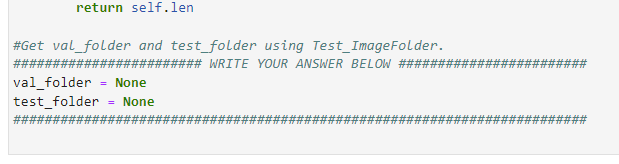 return self.len
#Get val_folder and test_folder using Test_ImageFolder.
######################## WRITE YOUR ANSWER BELOW ########################
val_folder = None
test_folder = None
#########################################################################